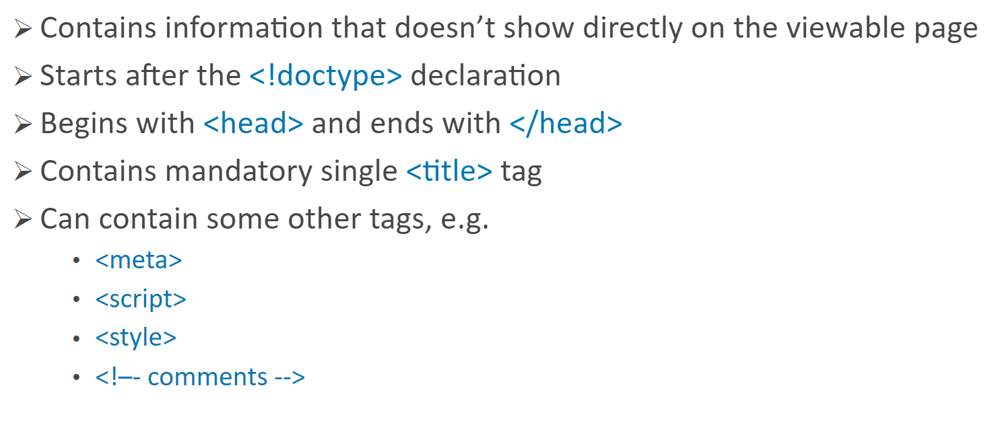 ➢ Contains information that doesn’t show directly on the viewable page
➢ Starts after the <!doctype> declaration
➢ Begins with <head> and ends with </head>
➢ Contains mandatory single <title> tag
➢ Can contain some other tags, e.g.
• <meta>
• <script>
• <style>
• <!–- comments -->